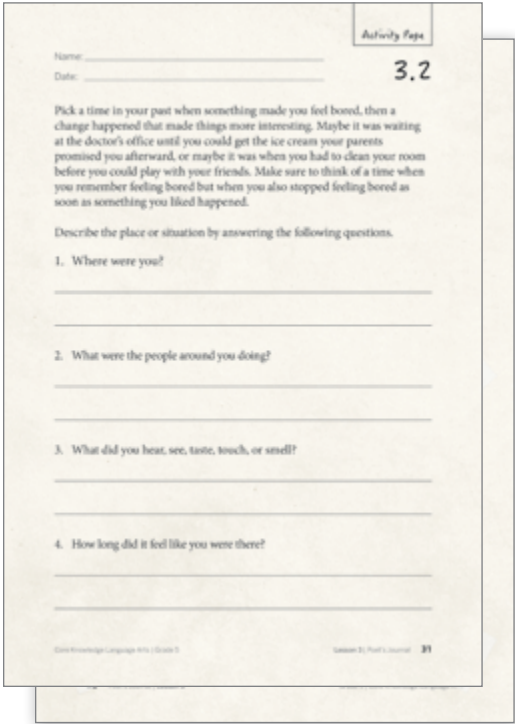 Activity Page
3.2
Name:
Date:
Pick a time in your past when something made you feel bored, then a
change happened that made things more interesting. Maybe it was waiting
at the doctor's office until you could get the ice cream your parents
promised you afterward, or maybe it was when you had to clean your room
before you could play with your friends. Make sure to think of a time when
you remember feeling bored but when you also stopped feeling bored as
soon as something you liked happened.
Describe the place or situation by answering the following questions.
1. Where were you?
2. What were the people around you doing?
3. What did you hear, see, taste, touch, or smell?
4. How long did it feel like you were there?
Core Knowledge Language Arts | Grade 5
Lesson 3 | Poet's Journal 31